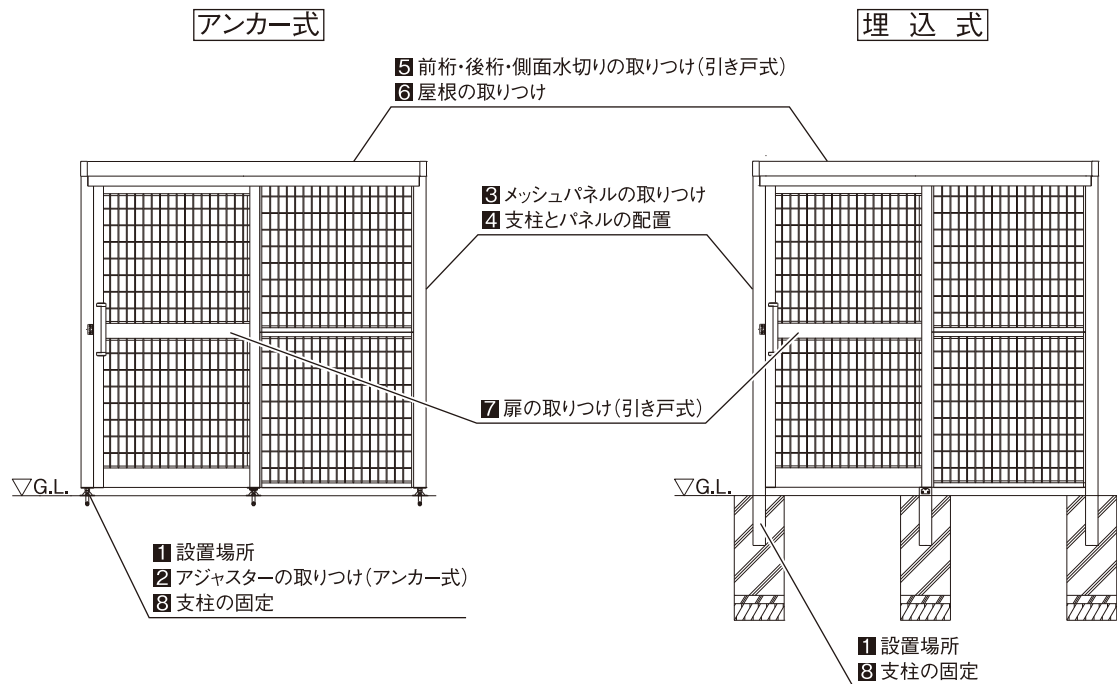 アンカー式
埋込式
5 前桁・後桁・側面水切りの取りつけ(引き戸式)
6 屋根の取りつけ
3 メッシュパネルの取りつけ
4 支柱とパネルの配置
7 扉の取りつけ(引き戸式)
▽G.L.
▽G.L.
1 設置場所
2 アジャスターの取りつけ(アンカー式)
8 支柱の固定
1 設置場所
8 支柱の固定